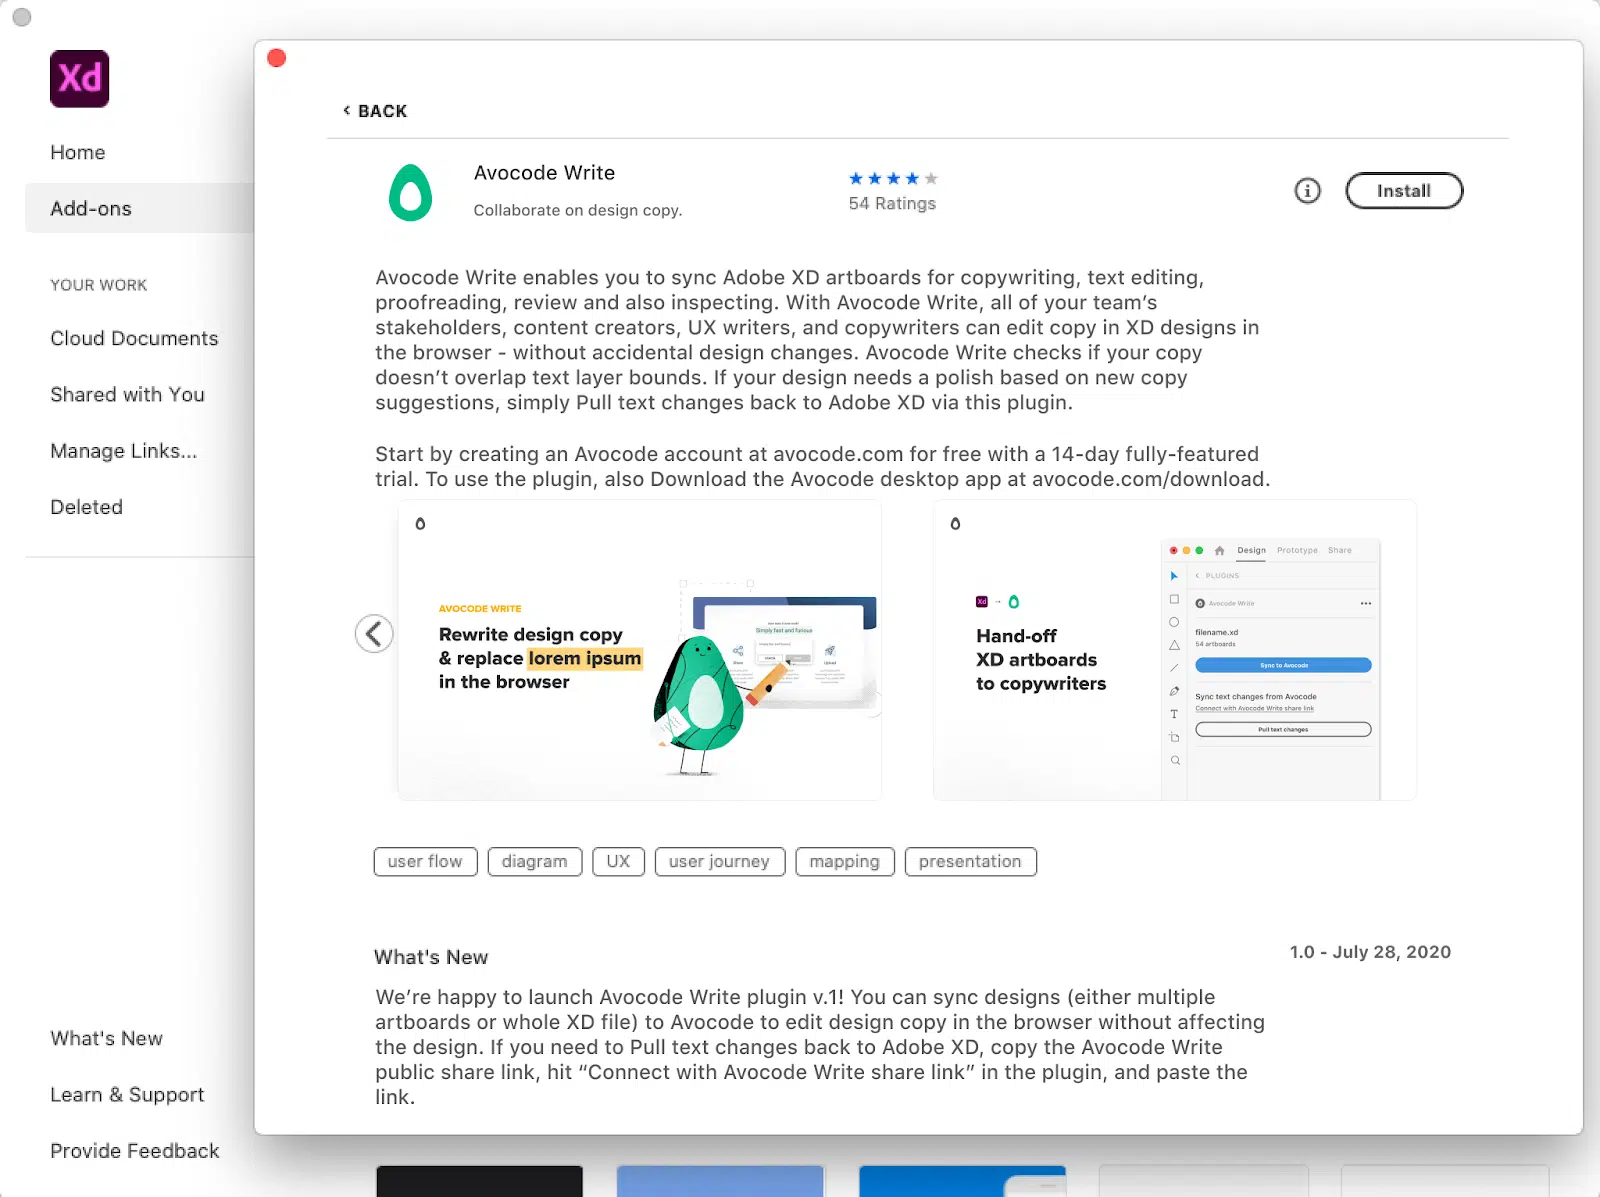 Xd
Home
Add-ons
YOUR WORK
Cloud Documents
Shared with You
Manage Links...
Deleted
What's New
Learn & Support
Provide Feedback
BACK
Avocode Write
Collaborate on design copy.
54 Ratings
Install
Avocode Write enables you to sync Adobe XD artboards for copywriting, text editing,
proofreading, review and also inspecting. With Avocode Write, all of your team’s
stakeholders, content creators, UX writers, and copywriters can edit copy in XD designs in
the browser - without accidental design changes. Avocode Write checks if your copy
doesn’t overlap text layer bounds. If your design needs a polish based on new copy
suggestions, simply Pull text changes back to Adobe XD via this plugin.
Start by creating an Avocode account at avocode.com for free with a 14-day fully-featured
trial. To use the plugin, also Download the Avocode desktop app at avocode.com/download.
AVOCODE WRITE
Rewrite design copy
& replace lorem ipsum
in the browser
Simply fast and furious
Xd
Hand-off
XD artboards
to copywriters
Design Prototype Share
PLUGINS
Avocode Write
filename.xd
54 artboards
Sync to Avocode
Sync text changes from Avocode
Connect with Avocode Write share link
Pull text changes
user flow diagram UX user journey mapping presentation
What's New
1.0 - July 28, 2020
We’re happy to launch Avocode Write plugin v.1! You can sync designs (either multiple
artboards or whole XD file) to Avocode to edit design copy in the browser without affecting
the design. If you need to Pull text changes back to Adobe XD, copy the Avocode Write
public share link, hit “Connect with Avocode Write share link” in the plugin, and paste the
link.